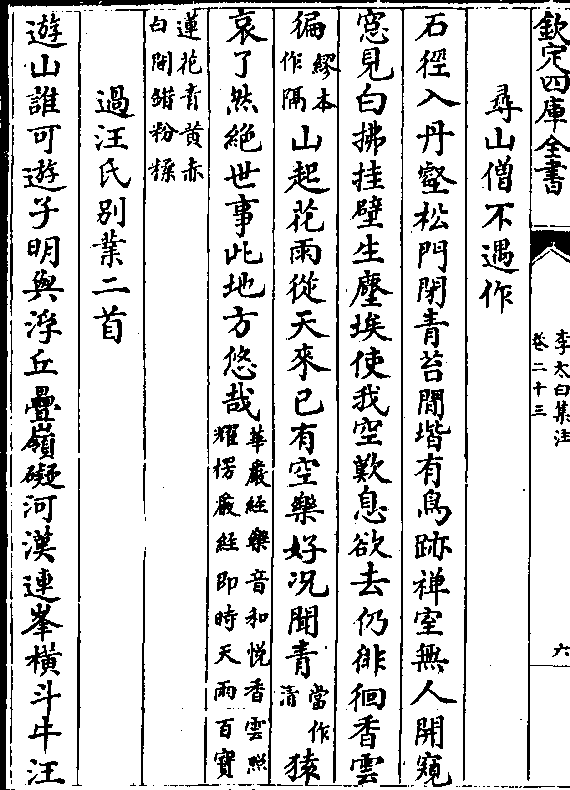 欽定四庫全書
李太白集注
卷二十三
六
尋山僧不遇作
石徑入丹壑松門閉青苔閒堦有鳥跡禪室無人開窺
窓見白拂挂壁生塵埃使我空歎息欲去仍徘徊香雲
徧繆本作隔山起花雨從天來已有空樂好况聞青當作清猿
哀了然絶世事此地方悠哉華嚴經樂音和悅香雲照耀楞嚴經即時天雨百寳
蓮花青黄赤白間錯粉糅
過汪氏别業二首
遊山誰可遊子明與浮丘疊嶺礙河漢連峯横斗牛汪